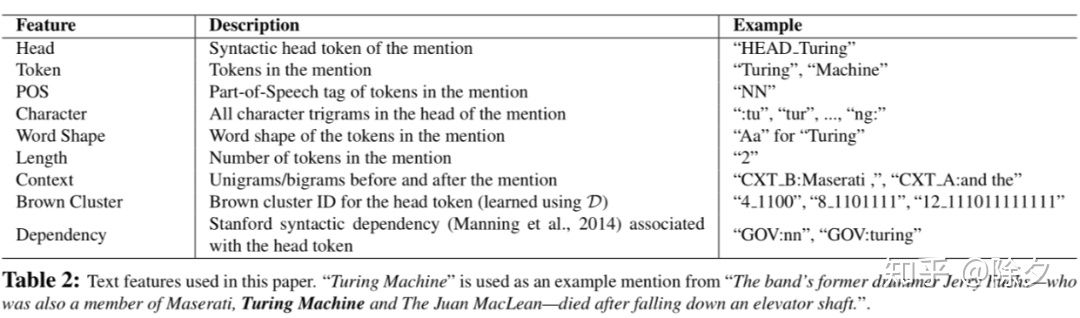 Feature Description Example
Head Syntactic head token of the mention “HEAD_Turing”
Token Tokens in the mention “Turing”, “Machine”
POS Part-of-Speech tag of tokens in the mention “NN”
Character All character trigrams in the head of the mention “:tu”, “tur”, ..., “ng:”
Word Shape Word shape of the tokens in the mention “Aa” for “Turing”
Length Number of tokens in the mention “2”
Context Unigrams/bigrams before and after the mention “CXT_B:Maserati ,”, “CXT_A:and the”
Brown Cluster Brown cluster ID for the head token (learned using D) “4_1100”, “8_1101111”, “12_111011111111”
Dependency Stanford syntactic dependency (Manning et al., 2014) associated with the head token “GOV:nn”, “GOV:turing”
Table 2: Text features used in this paper. “Turing Machine” is used as an example mention from “The band’s former drummer Jerry Fuchs—who
was also a member of Maserati, Turing Machine and The Juan MacLean—died after falling down an elevator shaft.”.
知乎 @除夕